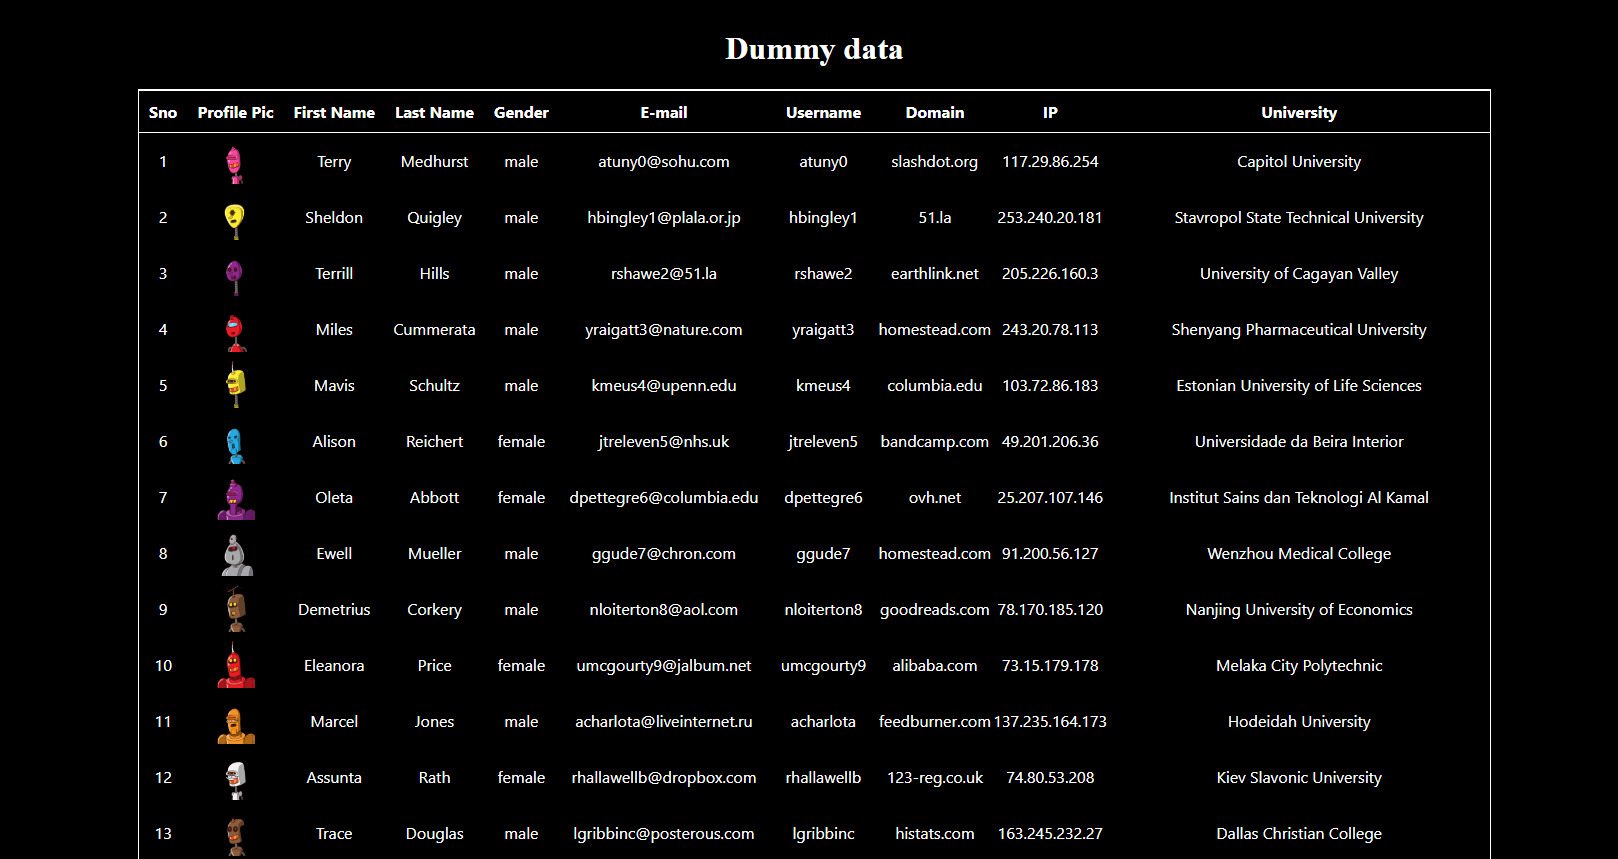 Dummy data
Sno Profile Pic First Name Last Name Gender E-mail Username Domain IP University
1 Terry Medhurst male atuny0@sohu.com atuny0 slashdot.org 117.29.86.254 Capitol University
2 Sheldon Quigley male hbingley1@plala.or.jp hbingley1 51.la 253.240.20.181 Stavropol State Technical University
3 Terrill Hills male rshawe2@51.la rshawe2 earthlink.net 205.226.160.3 University of Cagayan Valley
4 Miles Cummerata male yraigatt3@nature.com yraigatt3 homestead.com 243.20.78.113 Shenyang Pharmaceutical University
5 Mavis Schultz male kmeus4@upenn.edu kmeus4 columbia.edu 103.72.86.183 Estonian University of Life Sciences
6 Alison Reichert female jtreleven5@nhs.uk jtreleven5 bandcamp.com 49.201.206.36 Universidade da Beira Interior
7 Oleta Abbott female dpettegre6@columbia.edu dpettegre6 ovh.net 25.207.107.146 Institut Sains dan Teknologi Al Kamal
8 Ewell Mueller male ggude7@chron.com ggude7 homestead.com 91.200.56.127 Wenzhou Medical College
9 Demetrius Corkery male nloiterton8@aol.com nloiterton8 goodreads.com 78.170.185.120 Nanjing University of Economics
10 Eleanora Price female umcgourty9@jalbum.net umcgourty9 alibaba.com 73.15.179.178 Melaka City Polytechnic
11 Marcel Jones male acharlota@liveinternet.ru acharlota feedburner.com 137.235.164.173 Hodeidah University
12 Assunta Rath female rhallawellb@dropbox.com rhallawellb 123-reg.co.uk 74.80.53.208 Kiev Slavonic University
13 Trace Douglas male lgribbinc@posterous.com lgribbinc histats.com 163.245.232.27 Dallas Christian College